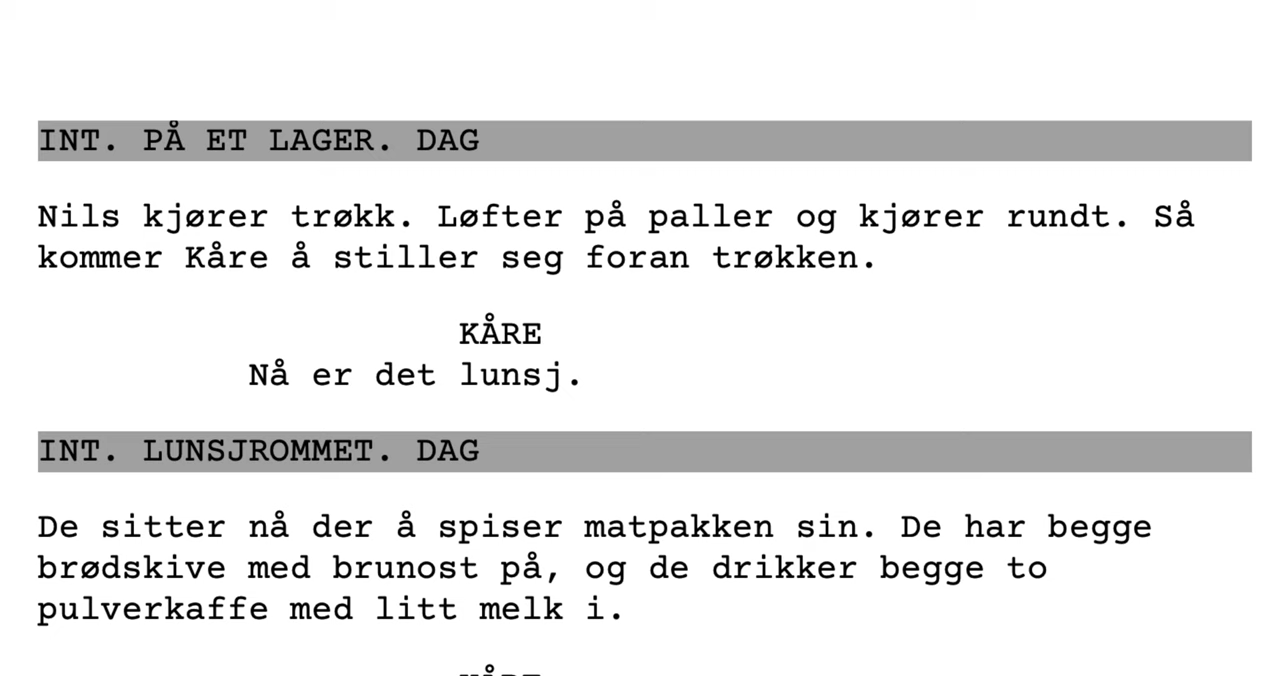 INT. PÅ ET LAGER. DAG
Nils kjører trøkk. Løfter på paller og kjører rundt. Så
kommer Kåre å stiller seg foran trøkken.
KÅRE
Nå er det lunsj.
INT. LUNSJROMMET. DAG
De sitter nå der å spiser matpakken sin. De har begge
brødskive med brunost på, og de drikker begge to
pulverkaffe med litt melk i.